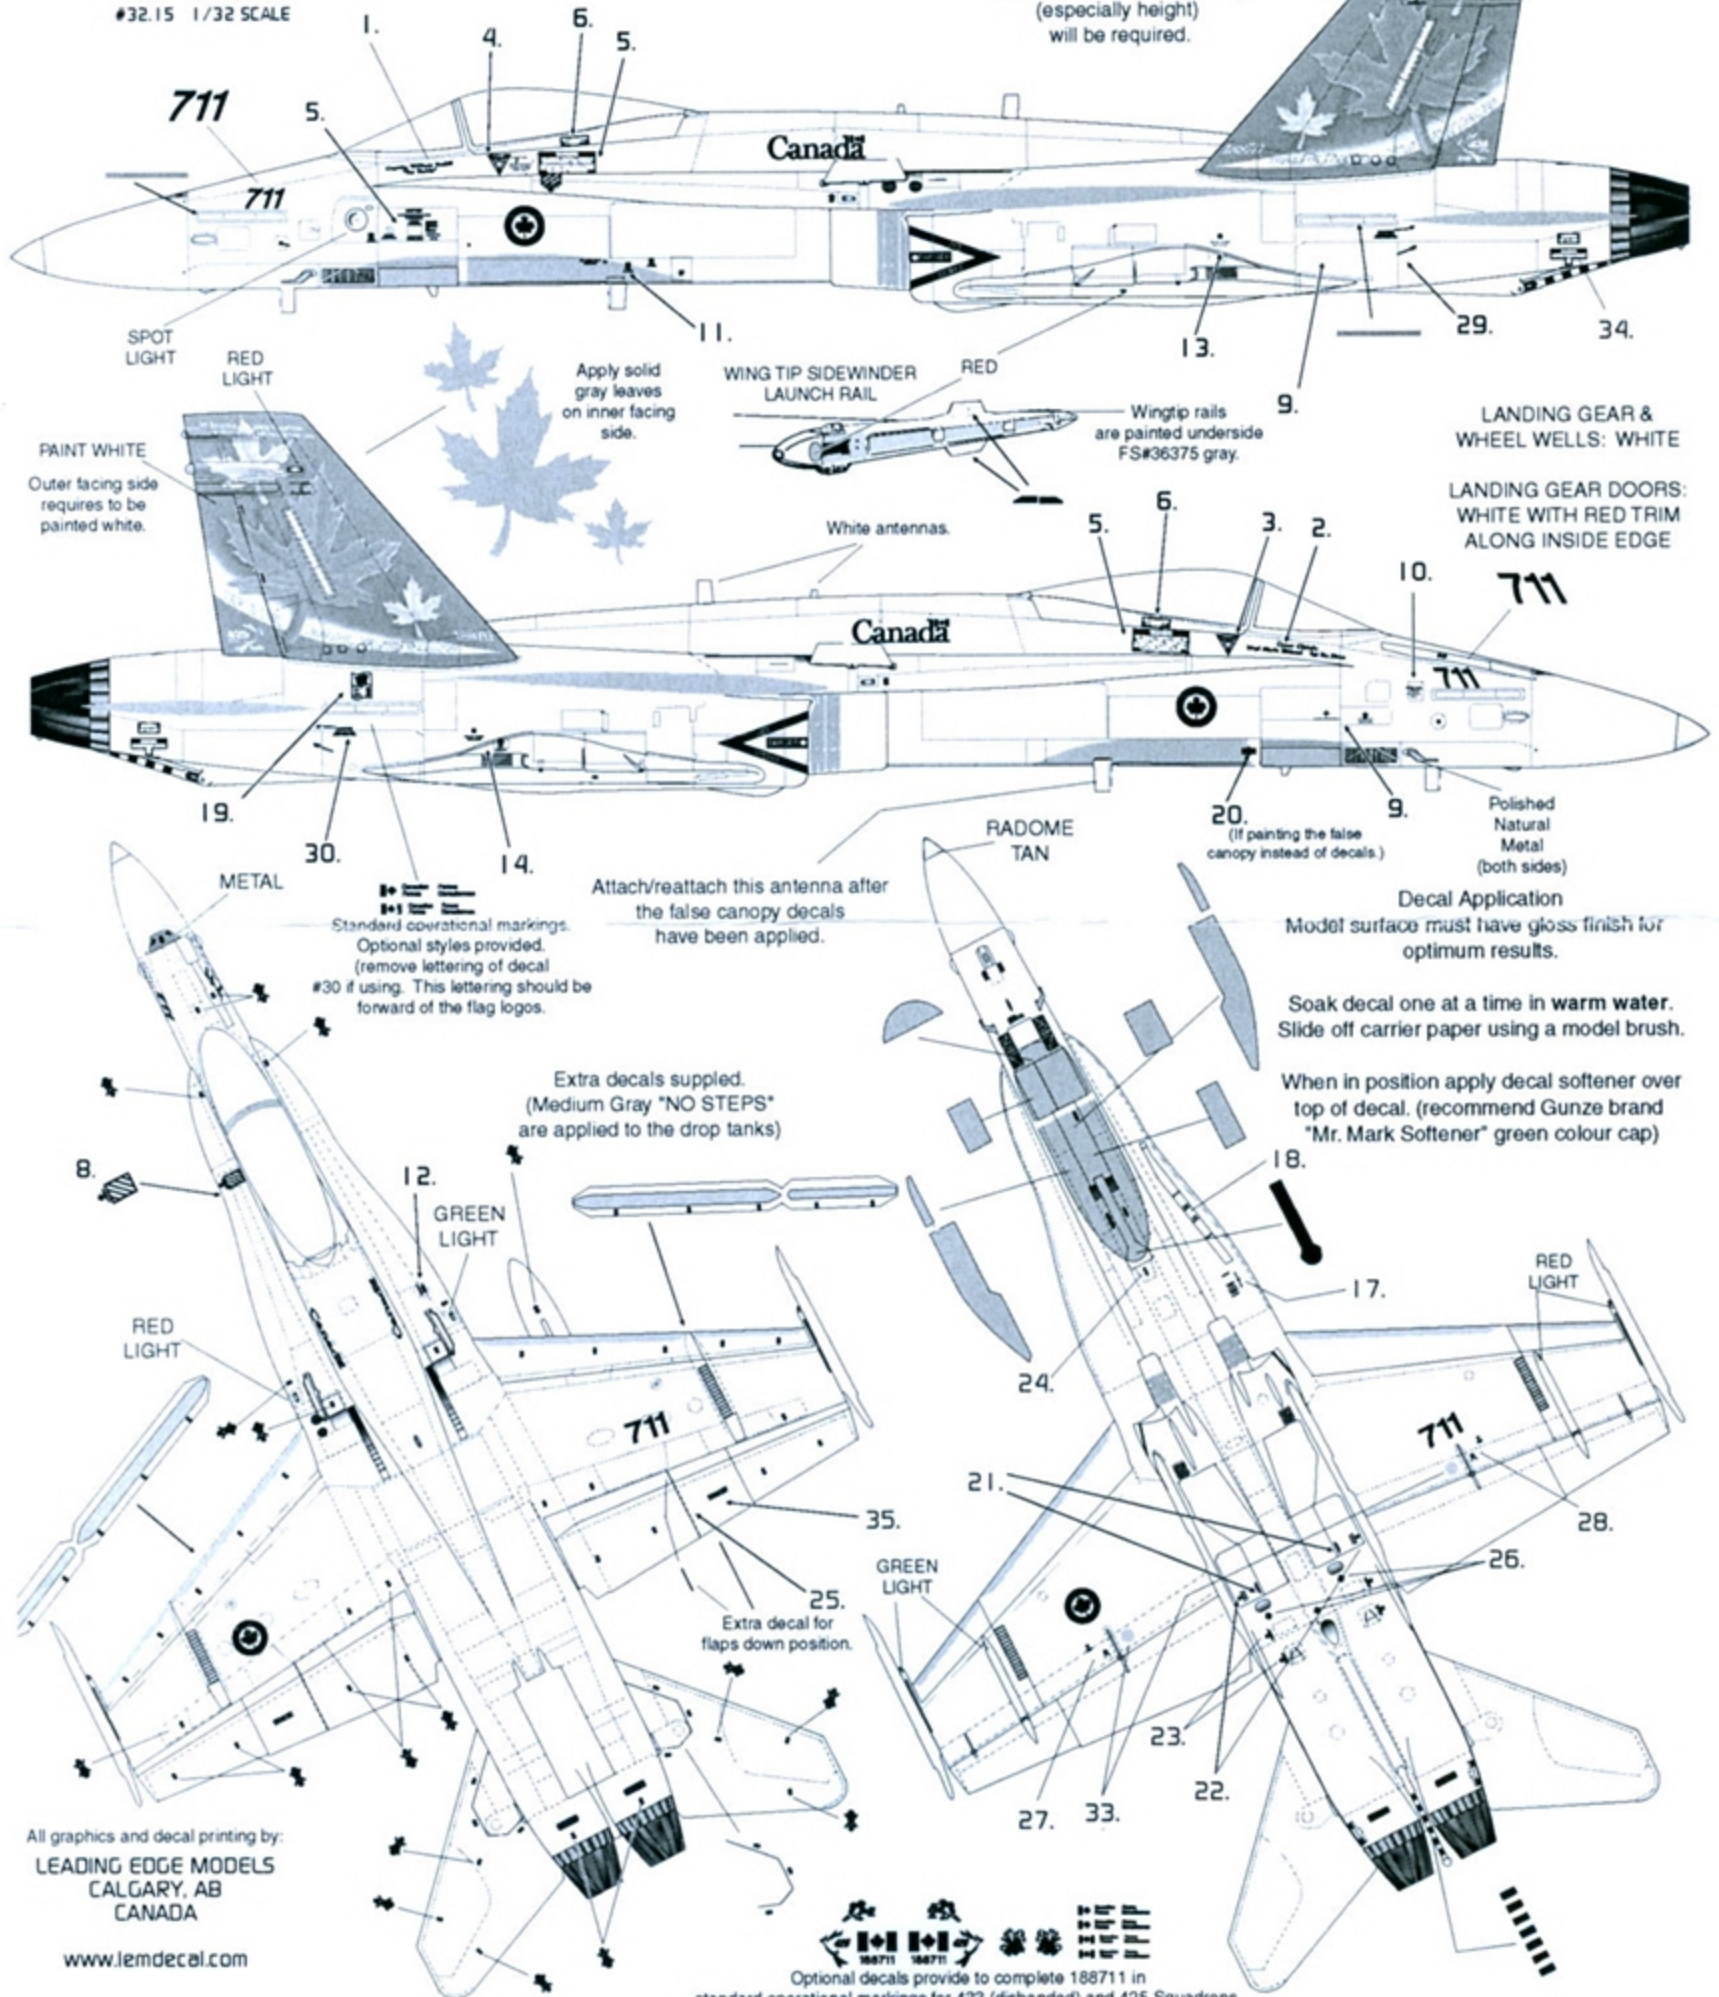 #32.15 1/32 SCALE
(especially height)
will be required.
1.
4.
6.
5.
711
5.
Canada
711
SPOT
LIGHT
11.
13.
9.
29.
34.
RED
LIGHT
Apply solid
gray leaves
on inner facing
side.
WING TIP SIDEWINDER
LAUNCH RAIL
RED
Wingtip rails
are painted underside
FS#36375 gray.
LANDING GEAR &
WHEEL WELLS: WHITE
LANDING GEAR DOORS:
WHITE WITH RED TRIM
ALONG INSIDE EDGE
PAINT WHITE
Outer facing side
requires to be
painted white.
White antennas.
5.
6.
3.
2.
10.
711
Canada
711
19.
30.
14.
20.
(If painting the false
canopy instead of decals.)
9.
Polished
Natural
Metal
(both sides)
METAL
Standard operational markings.
Optional styles provided.
(remove lettering of decal
#30 if using. This lettering should be
forward of the flag logos.
Attach/reattach this antenna after
the false canopy decals
have been applied.
RADOME
TAN
Decal Application
Model surface must have gloss finish for
optimum results.
Soak decal one at a time in warm water.
Slide off carrier paper using a model brush.
When in position apply decal softener over
top of decal. (recommend Gunze brand
"Mr. Mark Softener" green colour cap)
Extra decals suppled.
(Medium Gray "NO STEPS"
are applied to the drop tanks)
8.
12.
GREEN
LIGHT
RED
LIGHT
711
35.
25.
Extra decal for
flaps down position.
18.
17.
24.
RED
LIGHT
711
21.
28.
26.
GREEN
LIGHT
23.
22.
27.
33.
All graphics and decal printing by:
LEADING EDGE MODELS
CALGARY, AB
CANADA
www.lemdecal.com
188711 188711
Optional decals provide to complete 188711 in
standard operational markings for 433 (disbanded) and 425 Squadrons